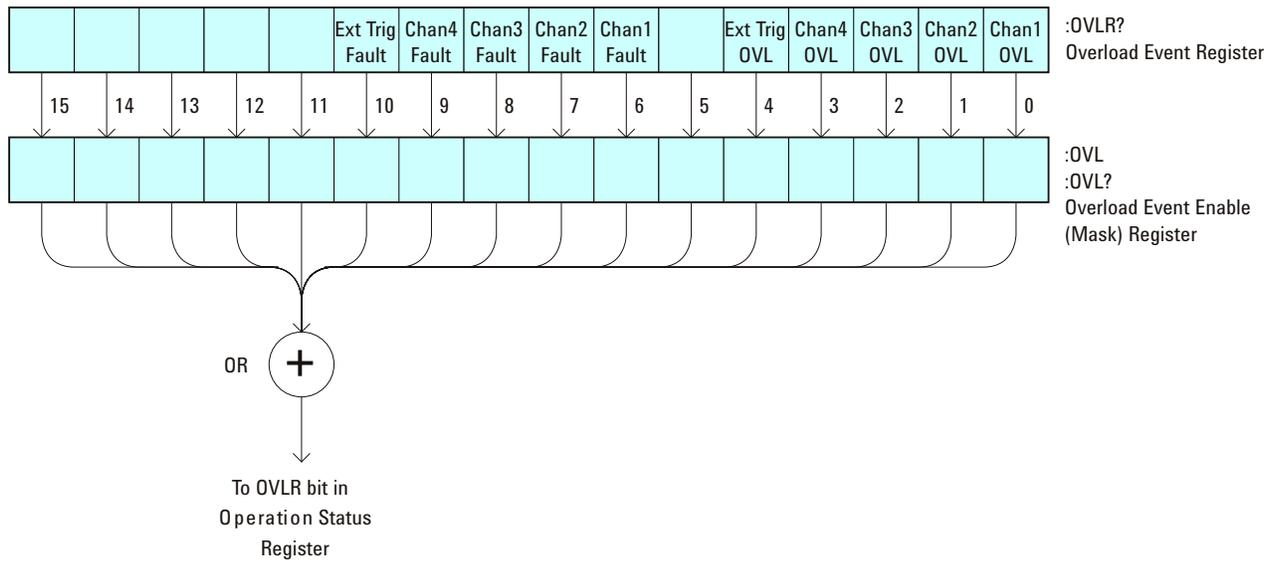 Ext Trig Fault
Chan4 Fault
Chan3 Fault
Chan2 Fault
Chan1 Fault
Ext Trig OVL
Chan4 OVL
Chan3 OVL
Chan2 OVL
Chan1 OVL
:OVLR?
Overload Event Register
15 14 13 12 11 10 9 8 7 6 5 4 3 2 1 0
:OVL
:OVL?
Overload Event Enable
(Mask) Register
OR +
To OVLR bit in
Operation Status
Register